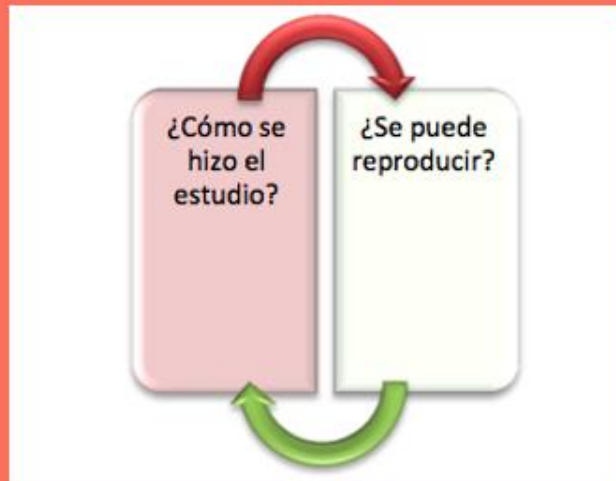 ¿Cómo se
hizo el
estudio?
¿Se puede
reproducir?